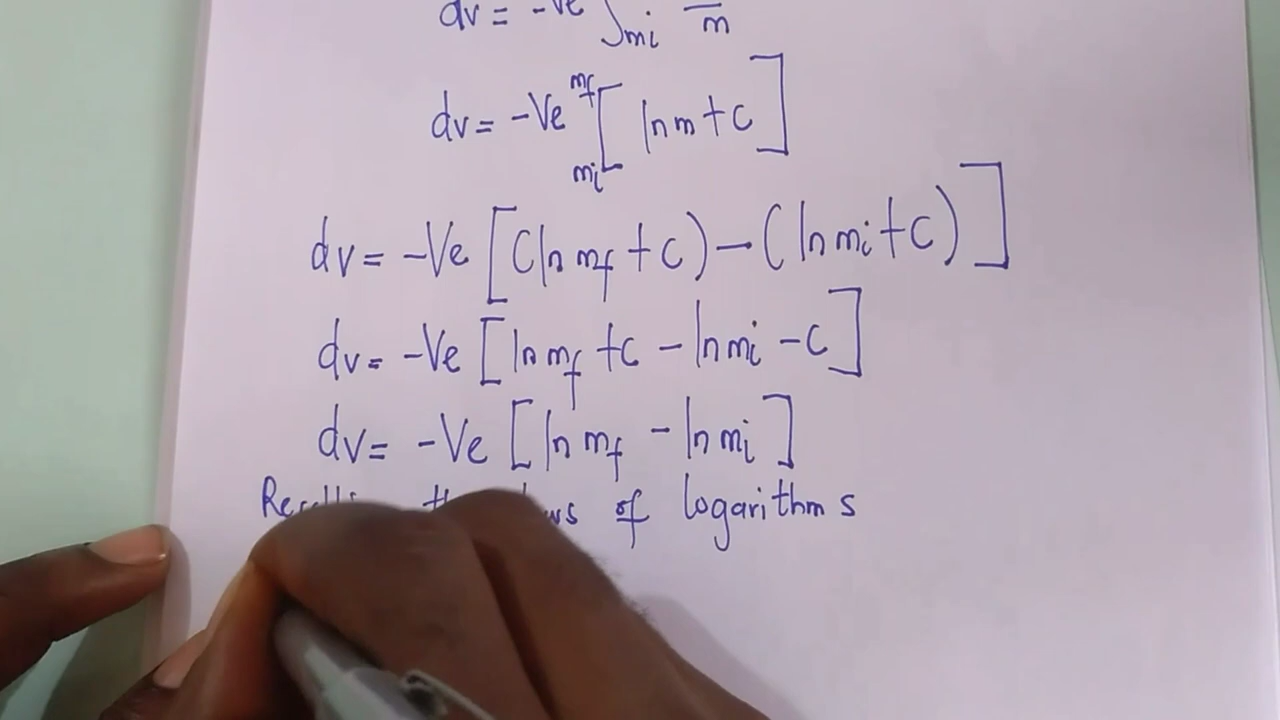 dv = -Ve ∫mi m
dv = -Ve mf mi [ ln m + c ]
dv = -Ve [ (ln mf + c) - (ln mi + c) ]
dv = -Ve [ ln mf + c - ln mi - c ]
dv = -Ve [ ln mf - ln mi ]
of logarithms